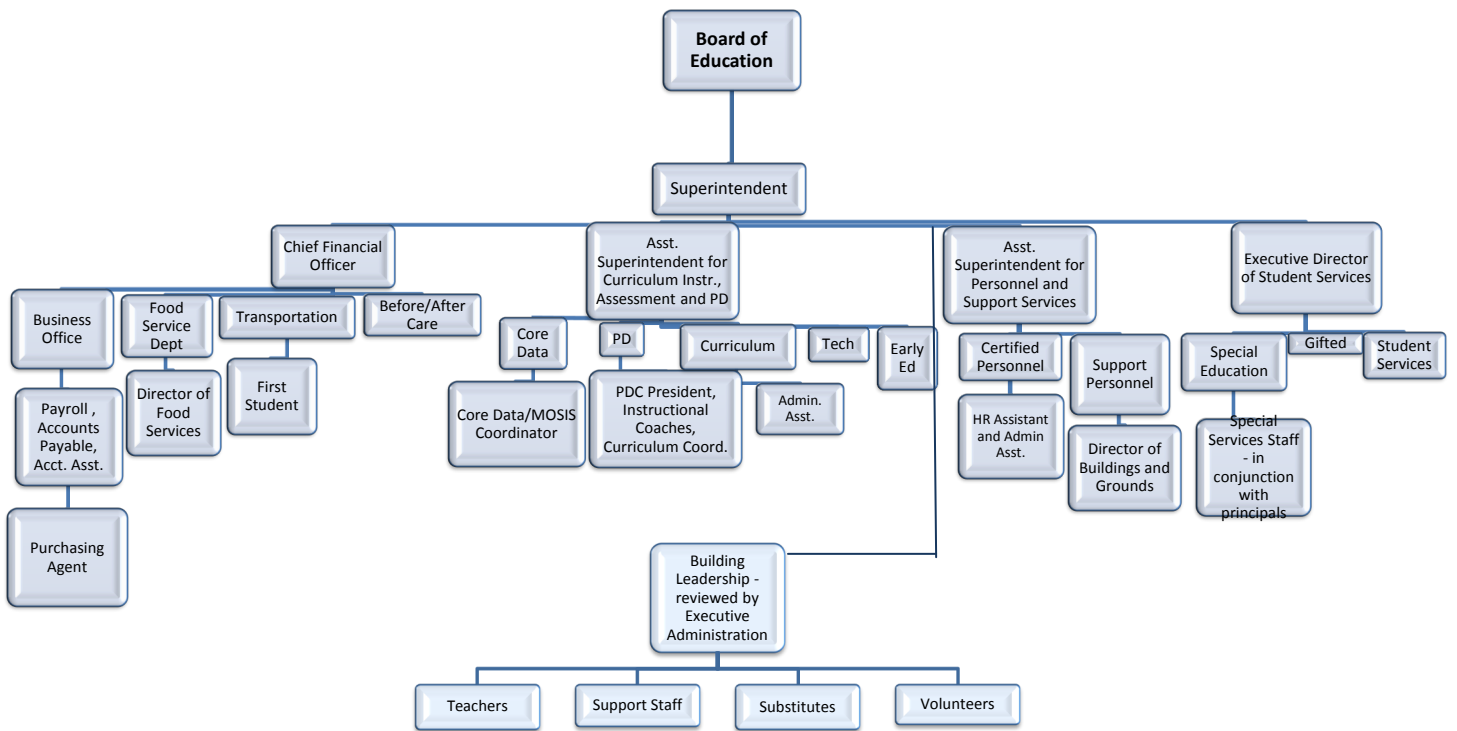 Board of
Education
Superintendent
Chief Financial
Officer
Asst.
Superintendent for
Curriculum Instr.,
Assessment and PD
Asst.
Superintendent for
Personnel and
Support Services
Executive Director
of Student Services
Business
Office
Food
Service
Dept
Transportation
Before/After
Care
Core
Data
PD
Curriculum
Tech
Early
Ed
Certified
Personnel
Support
Personnel
Special
Education
Gifted
Student
Services
Payroll ,
Accounts
Payable,
Acct. Asst.
Director of
Food
Services
First
Student
Core Data/MOSIS
Coordinator
PDC President,
Instructional
Coaches,
Curriculum Coord.
Admin.
Asst.
HR Assistant
and Admin
Asst.
Director of
Buildings and
Grounds
Special
Services Staff
- in
conjunction
with
principals
Purchasing
Agent
Building
Leadership -
reviewed by
Executive
Administration
Teachers
Support Staff
Substitutes
Volunteers